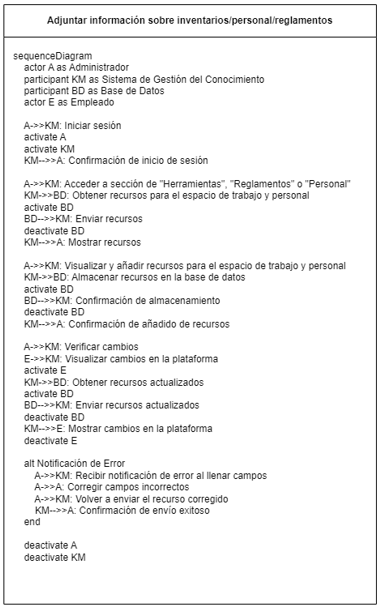 Adjuntar información sobre inventarios/personal/reglamentos
sequenceDiagram
actor A as Administrador
participant KM as Sistema de Gestión del Conocimiento
participant BD as Base de Datos
actor E as Empleado
A->>KM: Iniciar sesión
activate A
activate KM
KM-->>A: Confirmación de inicio de sesión
A->>KM: Acceder a sección de "Herramientas", "Reglamentos" o "Personal"
KM->>BD: Obtener recursos para el espacio de trabajo y personal
activate BD
BD-->>KM: Enviar recursos
deactivate BD
KM-->>A: Mostrar recursos
A->>KM: Visualizar y añadir recursos para el espacio de trabajo y personal
KM->>BD: Almacenar recursos en la base de datos
activate BD
BD-->>KM: Confirmación de almacenamiento
deactivate BD
KM-->>A: Confirmación de añadido de recursos
A->>KM: Verificar cambios
E->>KM: Visualizar cambios en la plataforma
activate E
KM->>BD: Obtener recursos actualizados
activate BD
BD-->>KM: Enviar recursos actualizados
deactivate BD
KM-->>E: Mostrar cambios en la plataforma
deactivate E
alt Notificación de Error
A->>KM: Recibir notificación de error al llenar campos
A->>A: Corregir campos incorrectos
A->>KM: Volver a enviar el recurso corregido
KM-->>A: Confirmación de envío exitoso
end
deactivate A
deactivate KM